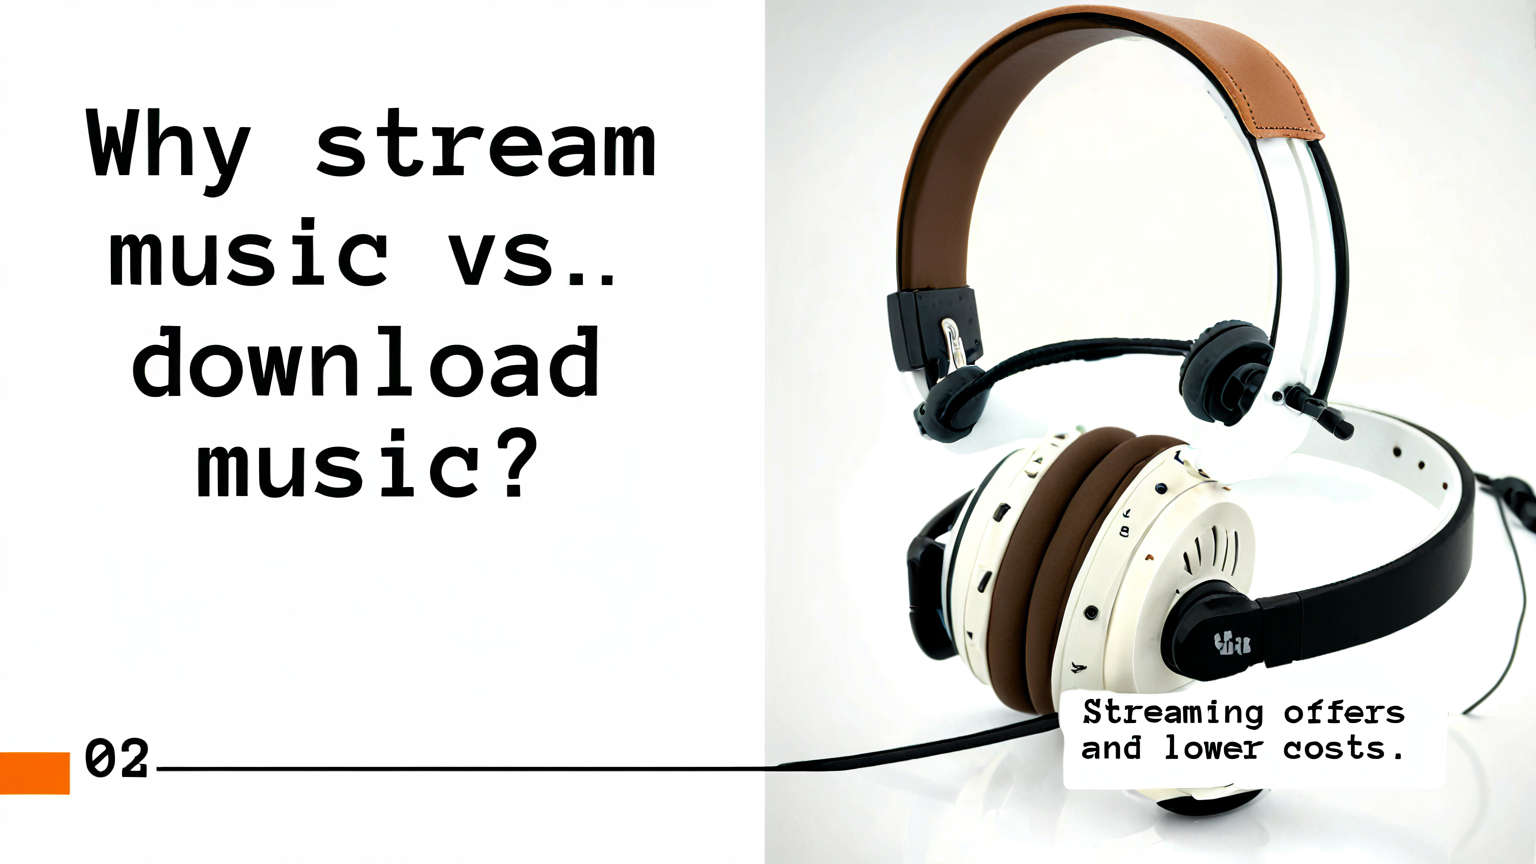 Why stream
music vs..
download
music?
02
Streaming offers
and lower costs.